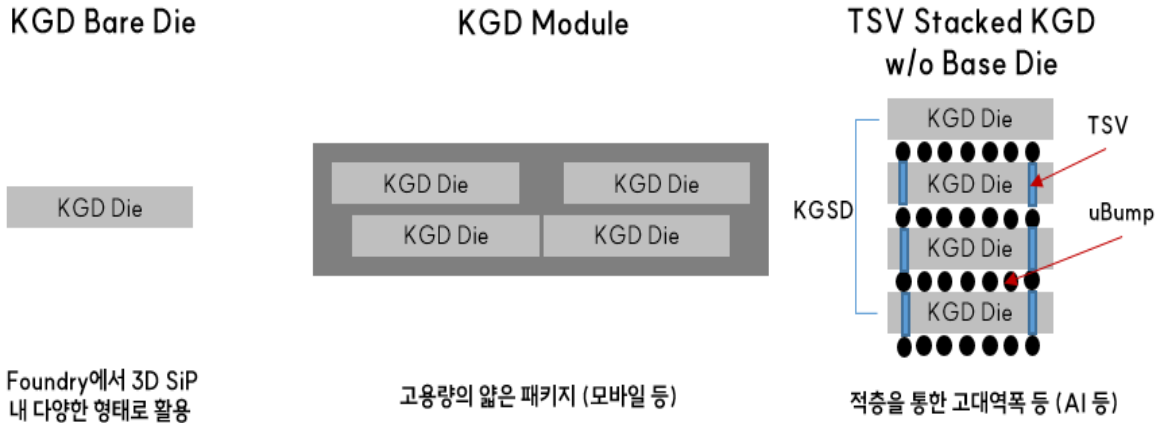 KGD Bare Die
KGD Die
Foundry에서 3D SiP
내 다양한 형태로 활용
KGD Module
KGD Die
KGD Die
KGD Die
KGD Die
고용량의 얇은 패키지 (모바일 등)
TSV Stacked KGD
w/o Base Die
KGD Die
KGD Die
KGD Die
KGD Die
KGSD
TSV
uBump
적층을 통한 고대역폭 등 (AI 등)